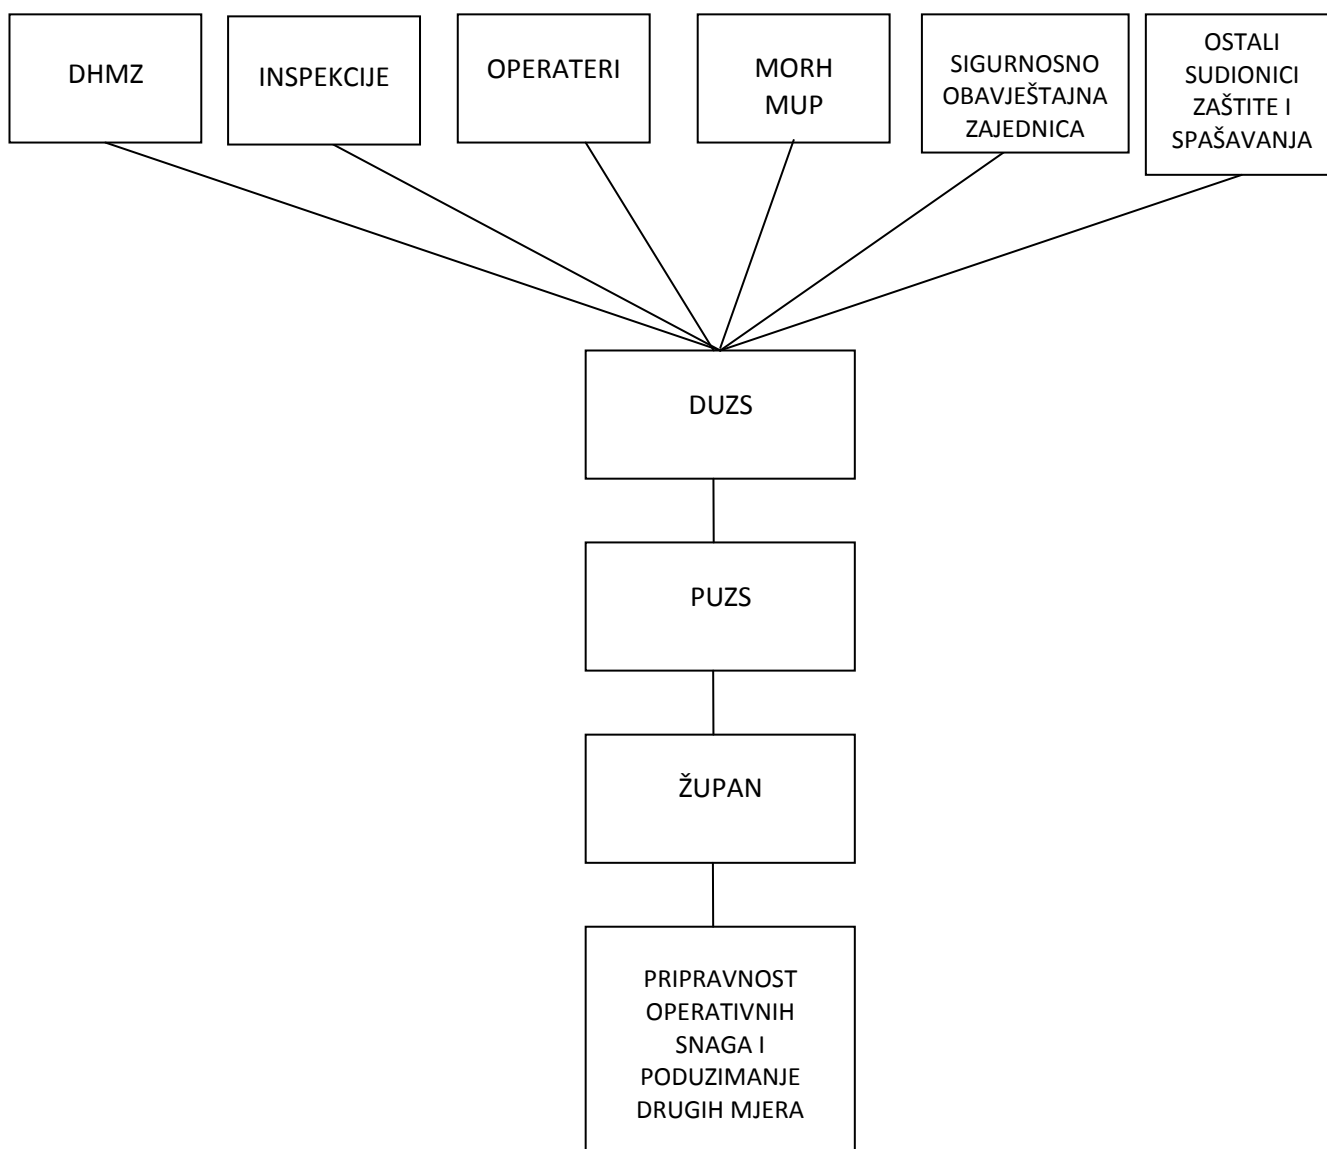 DHMZ
INSPEKCIJE
OPERATERI
MORH
MUP
SIGURNOSNO
OBAVJEŠTAJNA
ZAJEDNICA
OSTALI
SUDIONICI
ZAŠTITE I
SPAŠAVANJA
DUZS
PUZS
ŽUPAN
PRIPRAVNOST
OPERATIVNIH
SNAGA I
PODUZIMANJE
DRUGIH MJERA